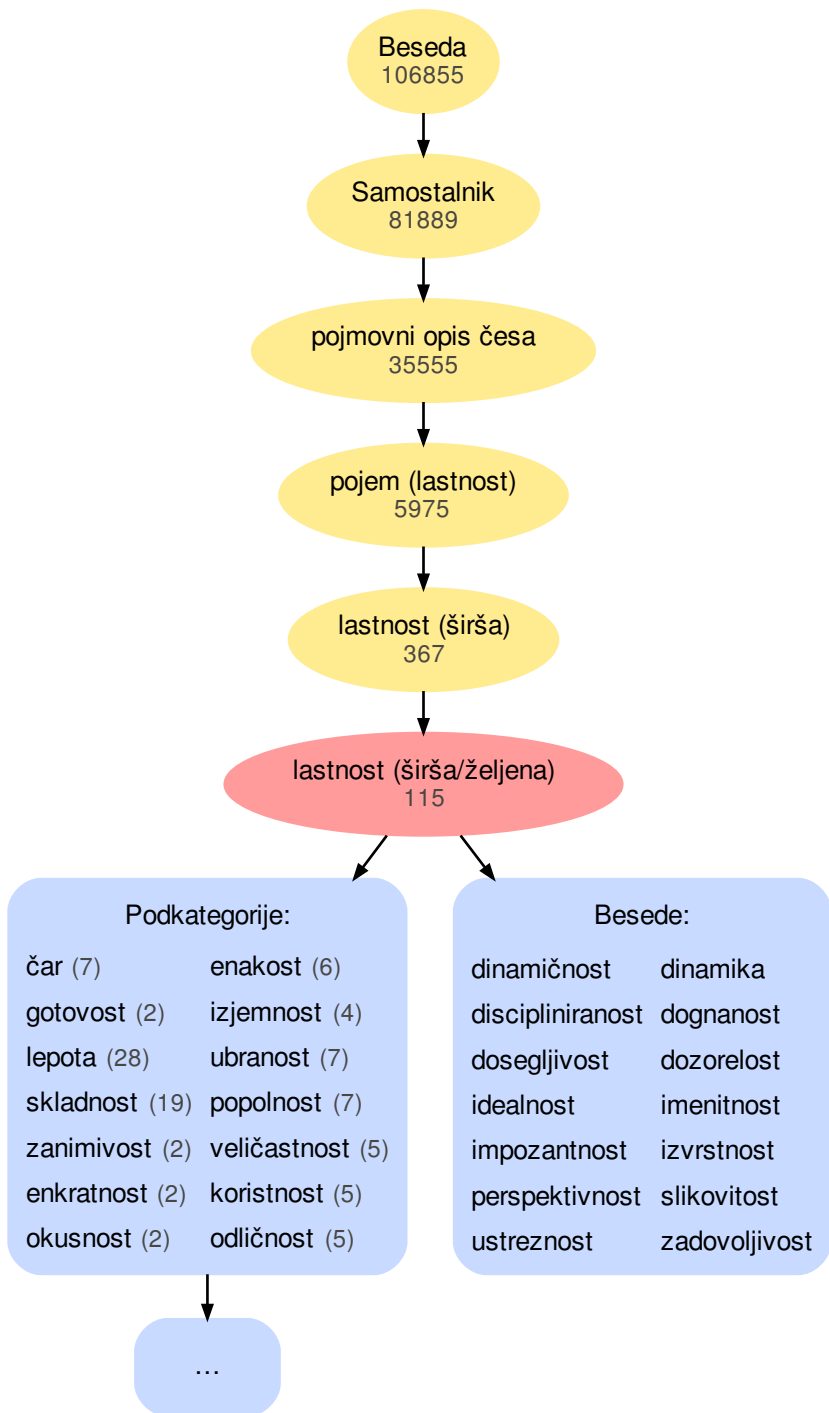 Beseda
106855
Samostalnik
81889
pojmovni opis česa
35555
pojem (lastnost)
5975
lastnost (širša)
367
lastnost (širša/željena)
115
Podkategorije:
čar (7) enakost (6)
gotovost (2) izjemnost (4)
lepota (28) ubranost (7)
skladnost (19) popolnost (7)
zanimivost (2) veličastnost (5)
enkratnost (2) koristnost (5)
okusnost (2) odličnost (5)
...
Besede:
dinamičnost dinamika
discipliniranost dognanost
dosegljivost dozorelost
idealnost imenitnost
impozantnost izvrstnost
perspektivnost slikovitost
ustreznost zadovoljivost